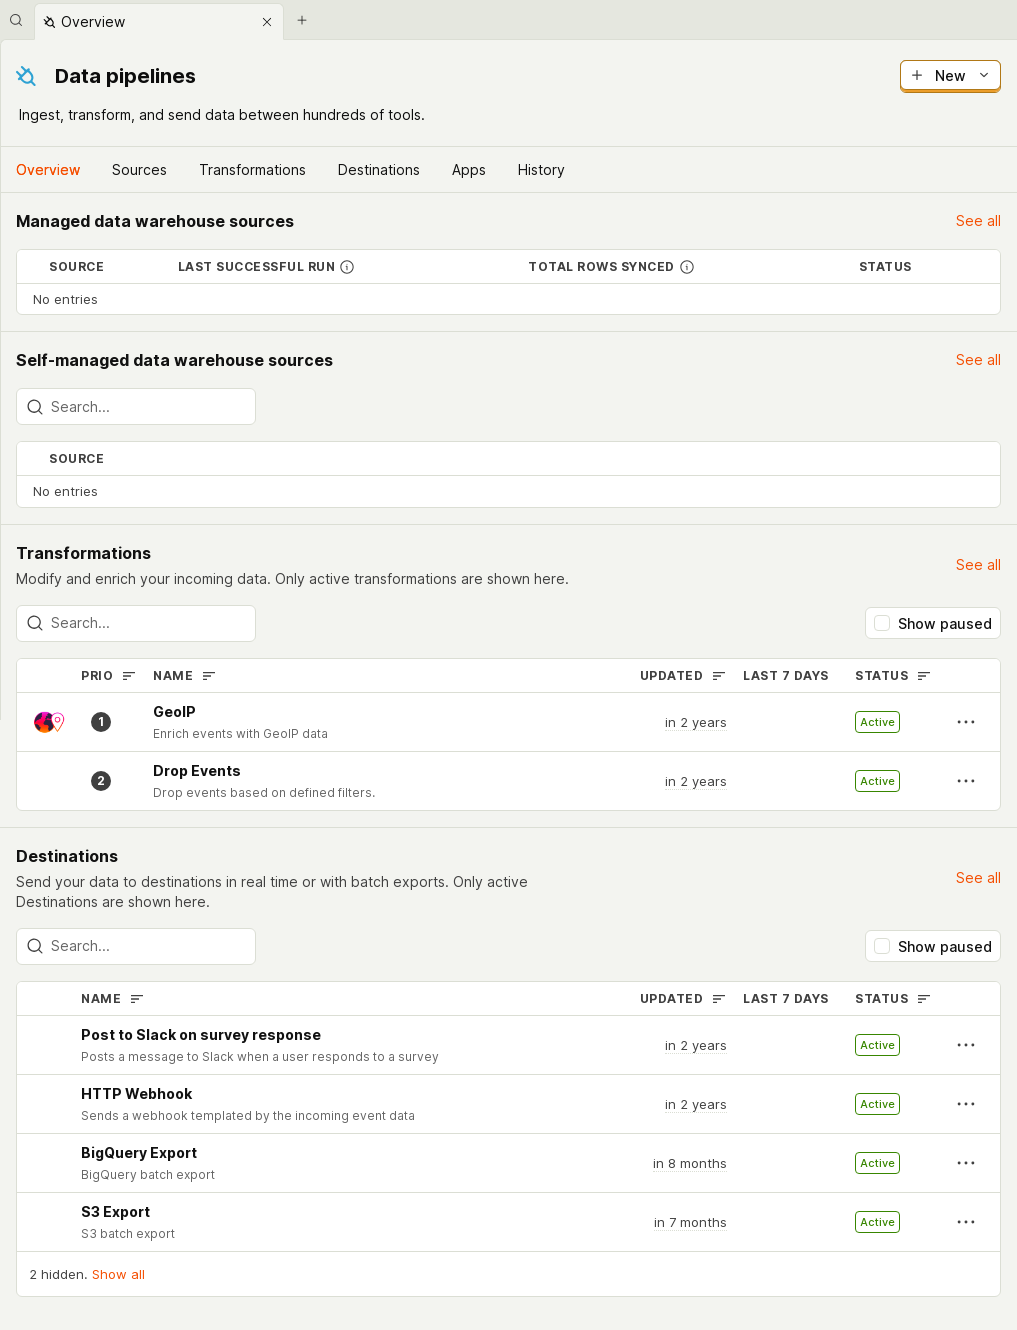 Overview
Data pipelines
New
Ingest, transform, and send data between hundreds of tools.
Overview Sources Transformations Destinations Apps History
Managed data warehouse sources See all
SOURCE LAST SUCCESSFUL RUN TOTAL ROWS SYNCED STATUS
No entries
Self-managed data warehouse sources See all
Search...
SOURCE
No entries
Transformations
See all
Modify and enrich your incoming data. Only active transformations are shown here.
Search... Show paused
PRIO NAME UPDATED LAST 7 DAYS STATUS
1 GeoIP in 2 years Active
Enrich events with GeoIP data
2 Drop Events in 2 years Active
Drop events based on defined filters.
Destinations
See all
Send your data to destinations in real time or with batch exports. Only active
Destinations are shown here.
Search... Show paused
NAME UPDATED LAST 7 DAYS STATUS
Post to Slack on survey response in 2 years Active
Posts a message to Slack when a user responds to a survey
HTTP Webhook in 2 years Active
Sends a webhook templated by the incoming event data
BigQuery Export in 8 months Active
BigQuery batch export
S3 Export in 7 months Active
S3 batch export
2 hidden. Show all